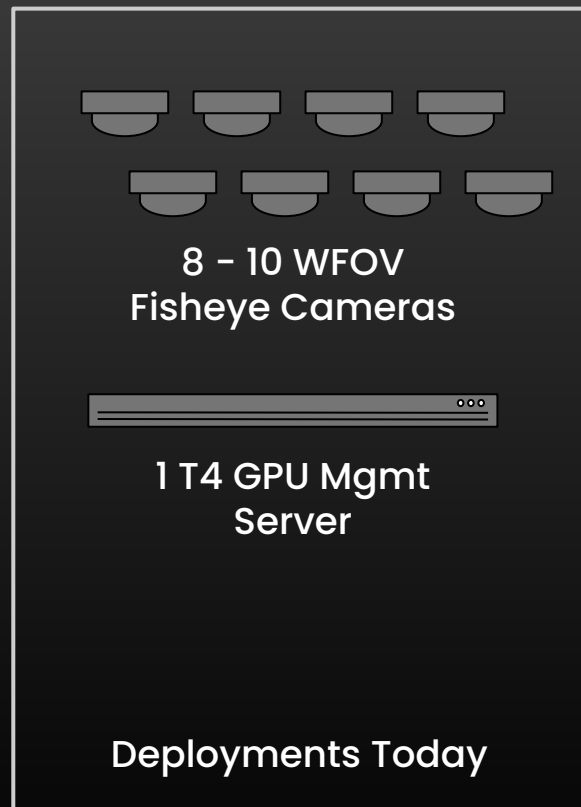 8 - 10 WFOV
Fisheye Cameras
1 T4 GPU Mgmt
Server
Deployments Today